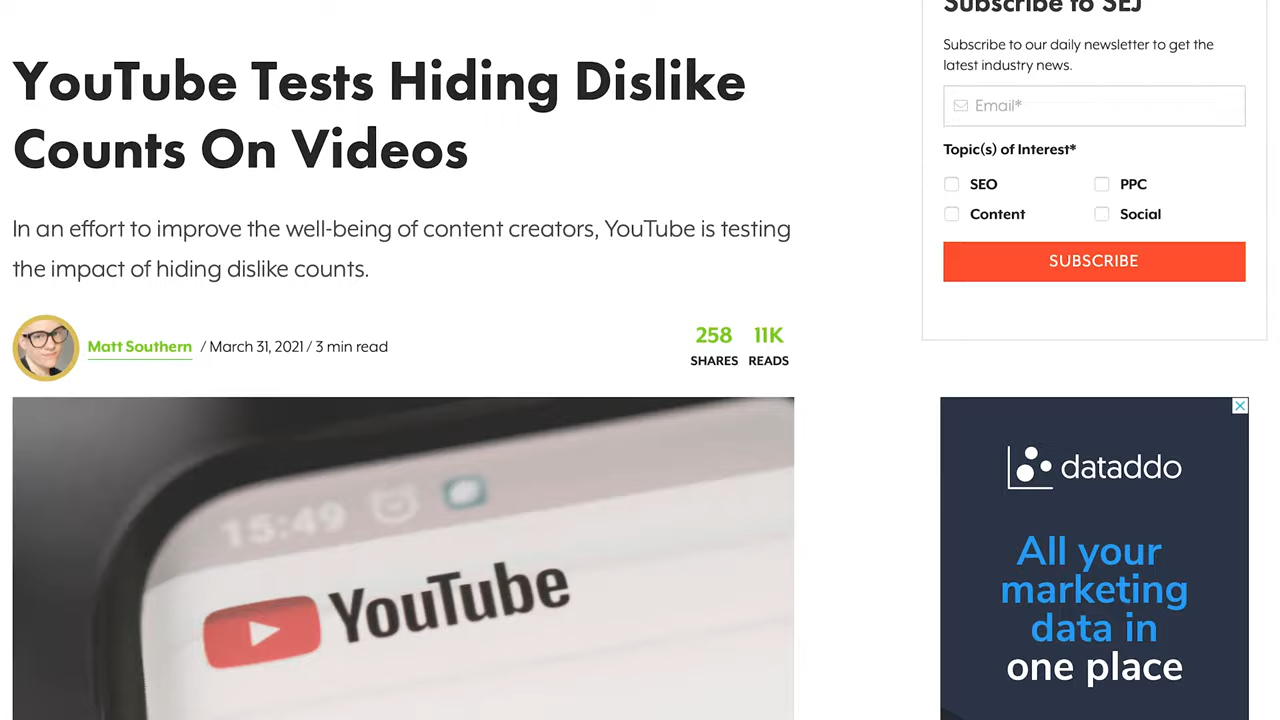 YouTube Tests Hiding Dislike
Counts On Videos
In an effort to improve the well-being of content creators, YouTube is testing
the impact of hiding dislike counts.
Matt Southern / March 31, 2021 / 3 min read
258 11K
SHARES READS
15:49
YouTube
Subscribe to SEJ
Subscribe to our daily newsletter to get the
latest industry news.
Email*
Topic(s) of Interest*
SEO PPC
Content Social
SUBSCRIBE
dataddo
All your
marketing
data in
one place